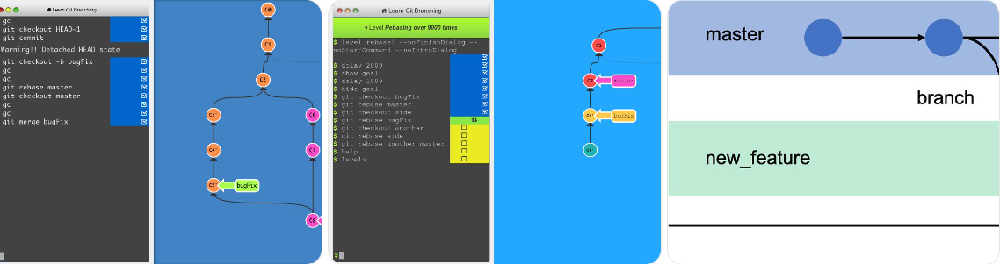 Learn Git Branching
gc
git checkout HEAD~1
git commit
Warning!! Detached HEAD state
git checkout -b bugFix
gc
gc
git rebase master
git checkout master
gc
gc
git merge bugFix
C0
C1
C2
C3'
C6
C4'
C7
C5'
bugFix
C8
Learn Git Branching
Level Rebasing over 9000 times
$ level rebase1 --noFinishDialog --
noStartCommand --noIntroDialog
$ delay 2000
$ show goal
$ delay 1000
$ hide goal
$ git checkout bugFix
$ git rebase master
$ git checkout side
$ git rebase bugFix
$ git checkout another
$ git rebase side
$ git rebase another master
$ help
$ levels
$
C1
C2
master
C3'
bugFix
master
branch
new_feature